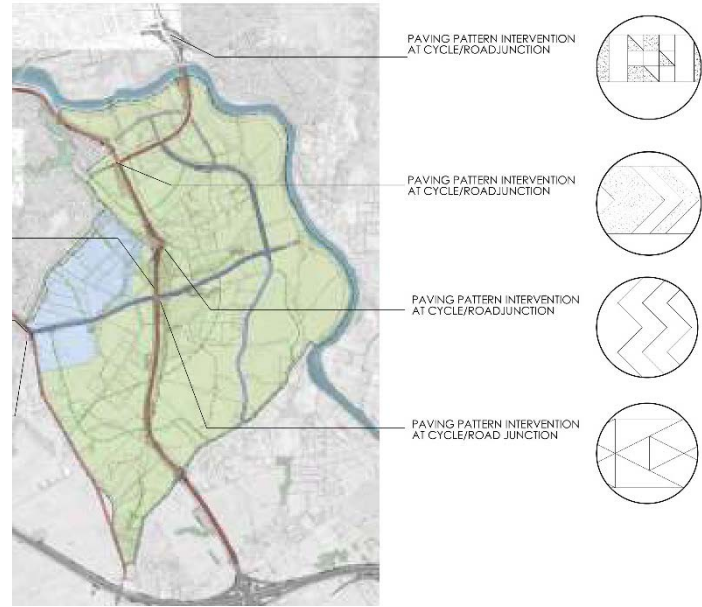 PAVING PATTERN INTERVENTION
AT CYCLE/ROADJUNCTION
PAVING PATTERN INTERVENTION
AT CYCLE/ROADJUNCTION
PAVING PATTERN INTERVENTION
AT CYCLE/ROADJUNCTION
PAVING PATTERN INTERVENTION
AT CYCLE/ROAD JUNCTION